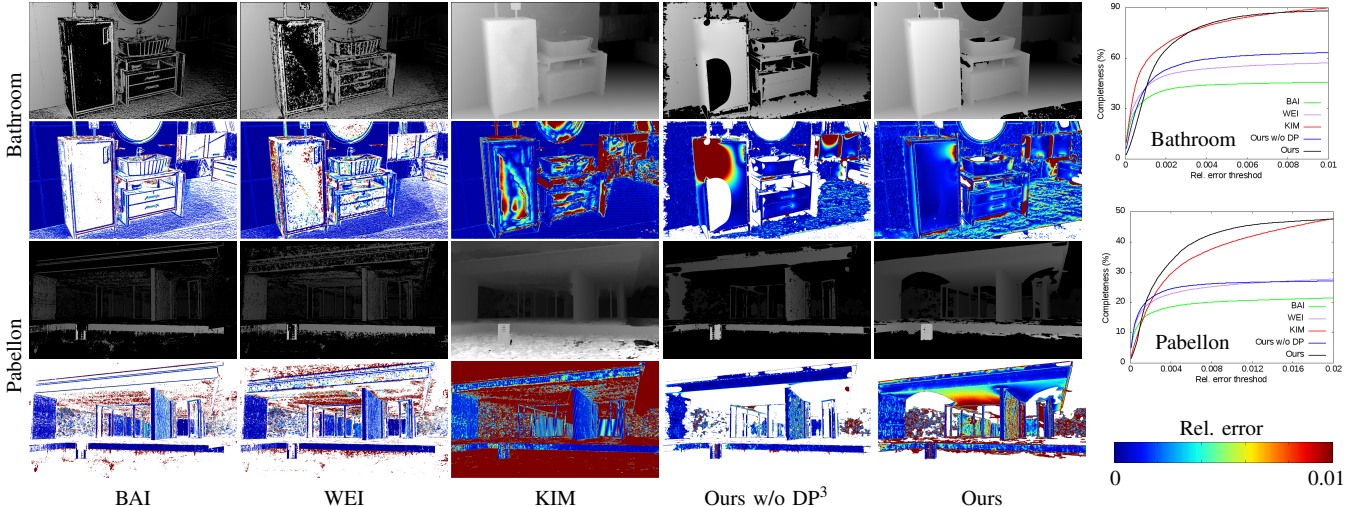 Bathroom
Pabellon
BAI
WEI
KIM
Ours w/o DP3
Ours
90
60
30
0
Completeness (%)
BAI
WEI
KIM
Ours w/o DP
Ours
Bathroom
0 0.002 0.004 0.006 0.008 0.01
Rel. error threshod
50
40
30
20
10
0
Completeness (%)
BAI
WEI
KIM
Ours w/o DP
Ours
Pabellon
0.004 0.008 0.012 0.016 0.02
Rel. error threshod
Rel. error
0 0.01